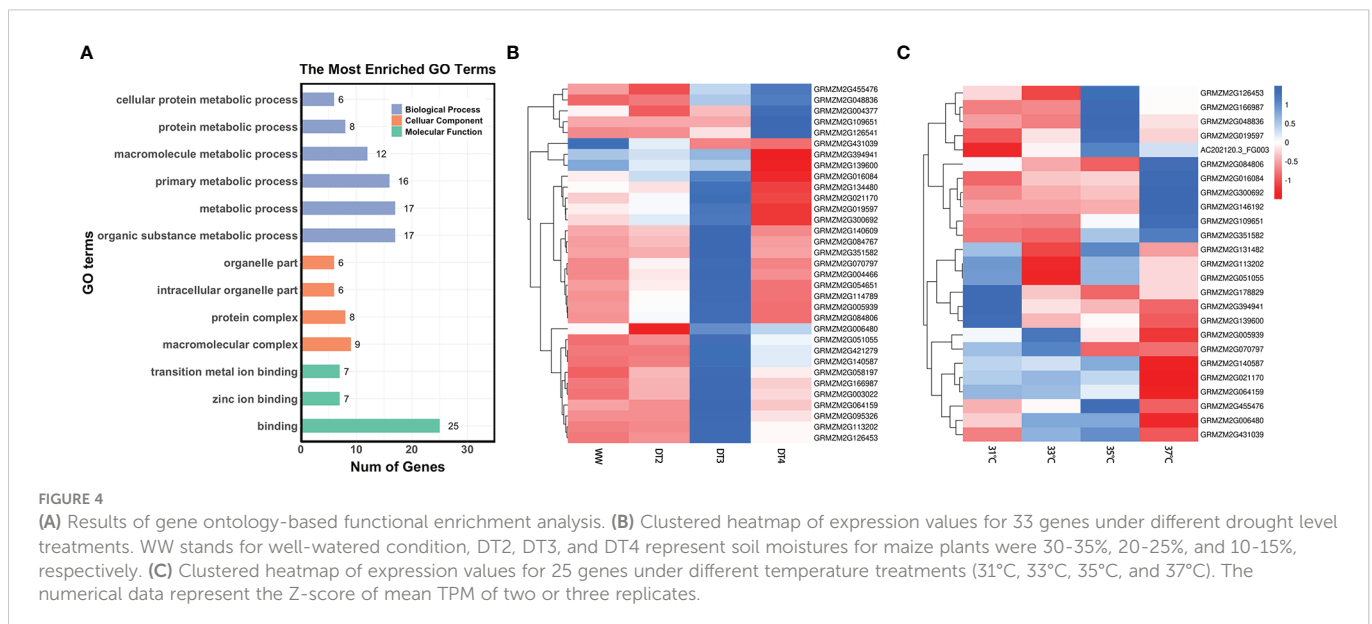 A
The Most Enriched GO Terms
GO terms
cellular protein metabolic process 6
protein metabolic process 8
macromolecule metabolic process 12
primary metabolic process 16
metabolic process 17
organic substance metabolic process 17
organelle part 6
intracellular organelle part 6
protein complex 8
macromolecular complex 9
transition metal ion binding 7
zinc ion binding 7
binding 25
Biological Process
Celluar Component
Molecular Function
0 10 20 30
Num of Genes
B
GRMZM2G455476
GRMZM2G048836
GRMZM2G004377
GRMZM2G109651
GRMZM2G126541
GRMZM2G431039
GRMZM2G394941
GRMZM2G139600
GRMZM2G016084
GRMZM2G134480
GRMZM2G021170
GRMZM2G019597
GRMZM2G300692
GRMZM2G140609
GRMZM2G084767
GRMZM2G351582
GRMZM2G070797
GRMZM2G004466
GRMZM2G054651
GRMZM2G114789
GRMZM2G005939
GRMZM2G084806
GRMZM2G006480
GRMZM2G051055
GRMZM2G421279
GRMZM2G140587
GRMZM2G058197
GRMZM2G166987
GRMZM2G003022
GRMZM2G064159
GRMZM2G095326
GRMZM2G113202
GRMZM2G126453
WW DT2 DT3 DT4
C
GRMZM2G126453
GRMZM2G166987
GRMZM2G048836
GRMZM2G019597
AC202120.3_FG003
GRMZM2G084806
GRMZM2G016084
GRMZM2G300692
GRMZM2G146192
GRMZM2G109651
GRMZM2G351582
GRMZM2G131482
GRMZM2G113202
GRMZM2G051055
GRMZM2G178829
GRMZM2G394941
GRMZM2G139600
GRMZM2G005939
GRMZM2G070797
GRMZM2G140587
GRMZM2G021170
GRMZM2G064159
GRMZM2G455476
GRMZM2G006480
GRMZM2G431039
31℃ 33℃ 35℃ 37℃
1
0.5
0
-0.5
-1
FIGURE 4
(A) Results of gene ontology-based functional enrichment analysis. (B) Clustered heatmap of expression values for 33 genes under different drought level
treatments. WW stands for well-watered condition, DT2, DT3, and DT4 represent soil moistures for maize plants were 30-35%, 20-25%, and 10-15%,
respectively. (C) Clustered heatmap of expression values for 25 genes under different temperature treatments (31°C, 33°C, 35°C, and 37°C). The
numerical data represent the Z-score of mean TPM of two or three replicates.